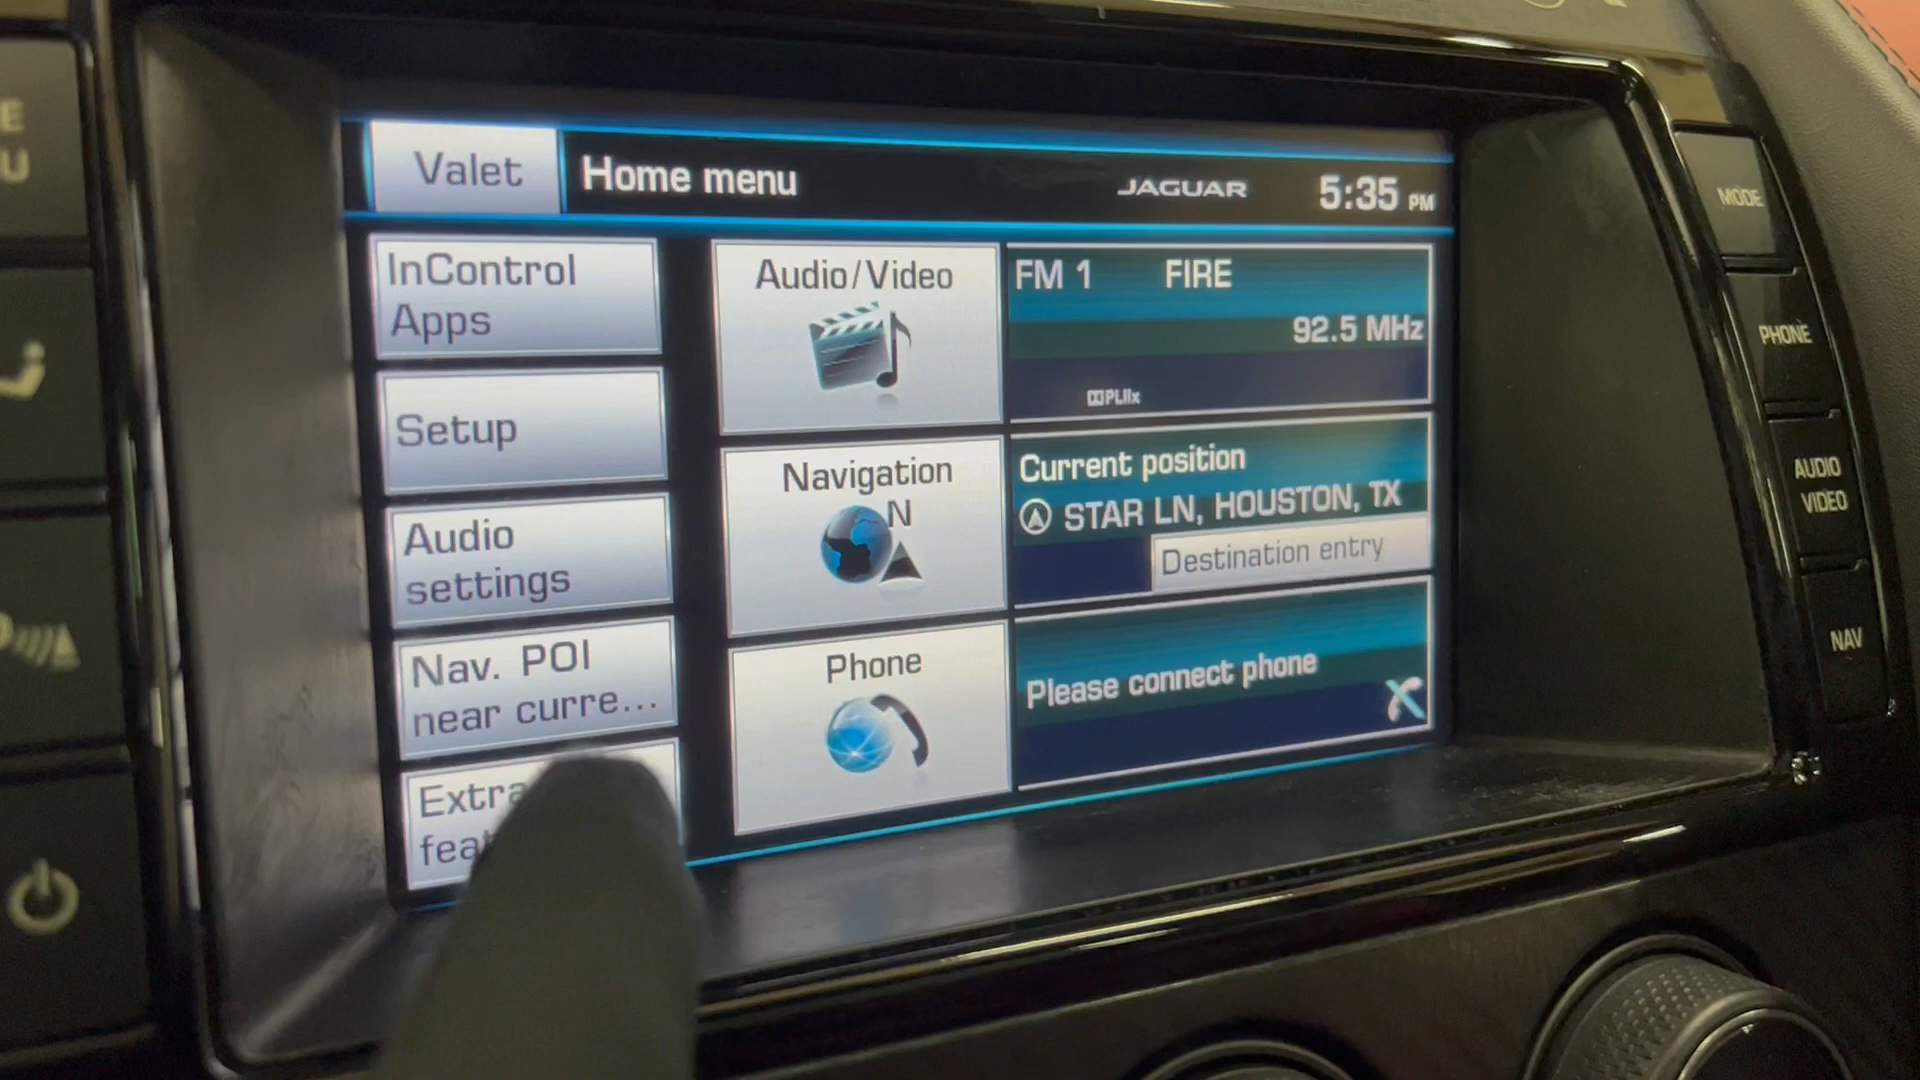 Valet
Home menu
JAGUAR
5:35 PM
InControl
Apps
Setup
Audio
settings
Nav. POI
near curre...
Audio/Video
FM 1 FIRE
92.5 MHz
PLIIx
Navigation
N
Current position
STAR LN, HOUSTON, TX
Destination entry
Phone
Please connect phone
MODE
PHONE
AUDIO
VIDEO
NAV